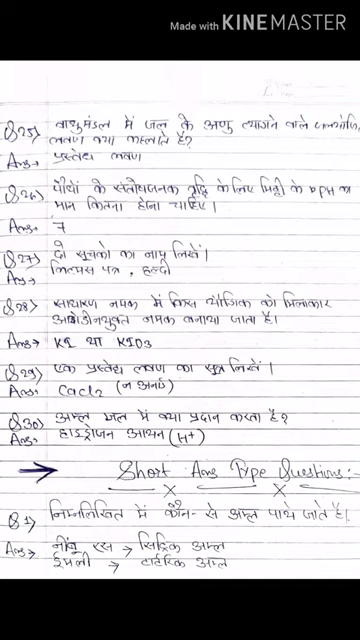 Made with KINEMASTER
Q25) वायुमंडल में जल के अणु त्यागने वाले जलयोजित
लवण क्या कहलाते हैं?
Ans→ प्रस्वेद्य लवण
Q26) पौधों के संतोषजनक वृद्धि के लिए मिट्टी के PH का
मान कितना होना चाहिए।
Ans→ 7
Q27) दो सूचकों का नाम लिखें।
Ans→ लिटमस पत्र, हल्दी
Q28) साधारण नमक में किस यौगिक को मिलाकर
आयोडीनयुक्त नमक बनाया जाता है।
Ans→ KI या KIO3
Q29) एक प्रस्वेद्य लवण का सूत्र लिखें।
Ans→ CaCl2
Q30) अम्ल जल में क्या प्रदान करता है?
Ans→ हाइड्रोजन आयन (H+)
→ Short Ans Type Questions:-
Q1) निम्नलिखित में कौन-से अम्ल पाये जाते हैं।
Ans→ नींबू रस → सिट्रिक अम्ल
ईमली → टार्टरिक अम्ल